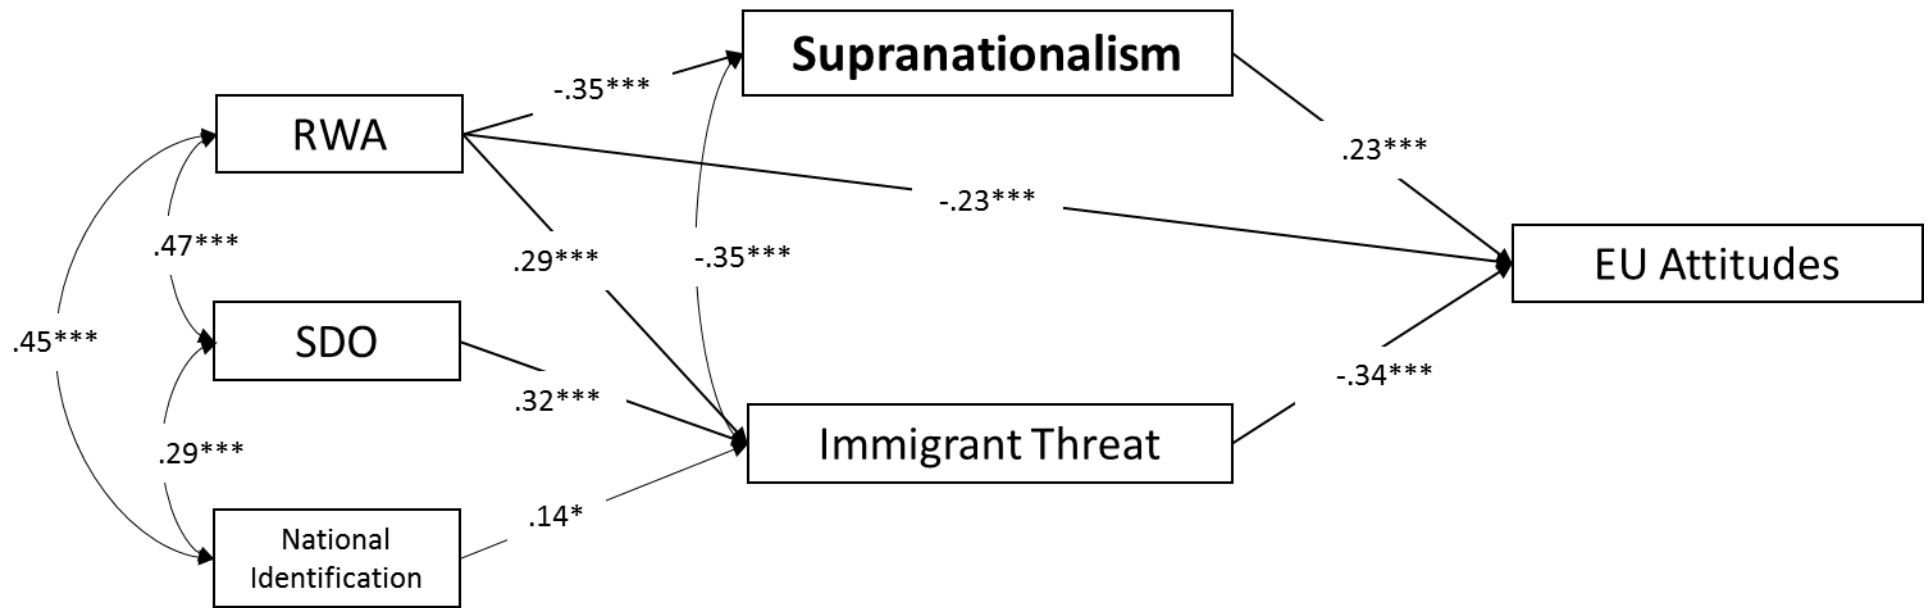 Supranationalism
-.35***
RWA
.23***
-.23***
.47***
.29***
-.35***
EU Attitudes
.45***
SDO
-.34***
.32***
Immigrant Threat
.29***
.14*
National
Identification